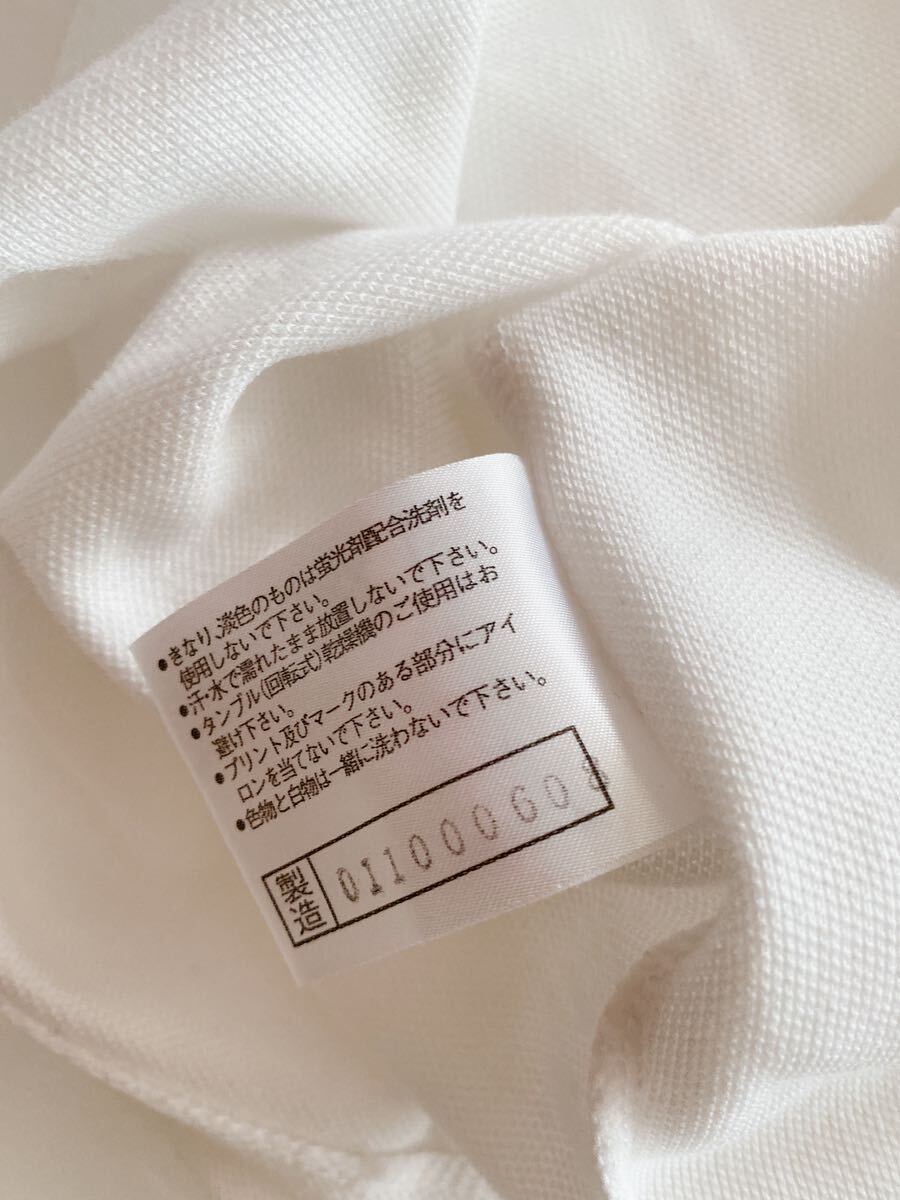 ●きなり、淡色のものは蛍光剤配合洗剤を
使用しないで下さい。
●汗・水で濡れたまま放置しないで下さい。
●タンブル(回転式)乾燥機のご使用はお
避け下さい。
●プリント及びマークのある部分にアイ
ロンを当てないで下さい。
●色物と白物は一緒に洗わないで下さい。
製造 011000060